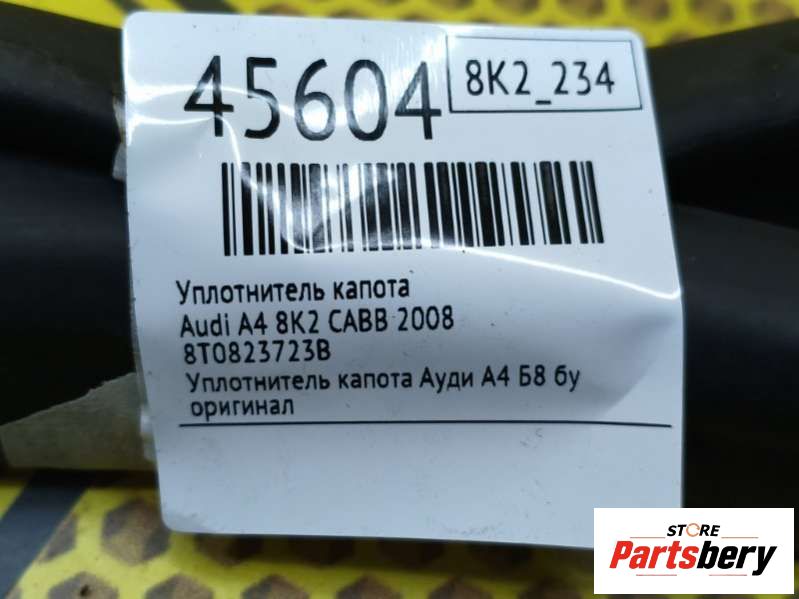 45604
8K2_234
Уплотнитель капота
Audi A4 8K2 CABB 2008
8T0823723B
Уплотнитель капота Ауди А4 Б8 бу
оригинал
STORE
Partsbery